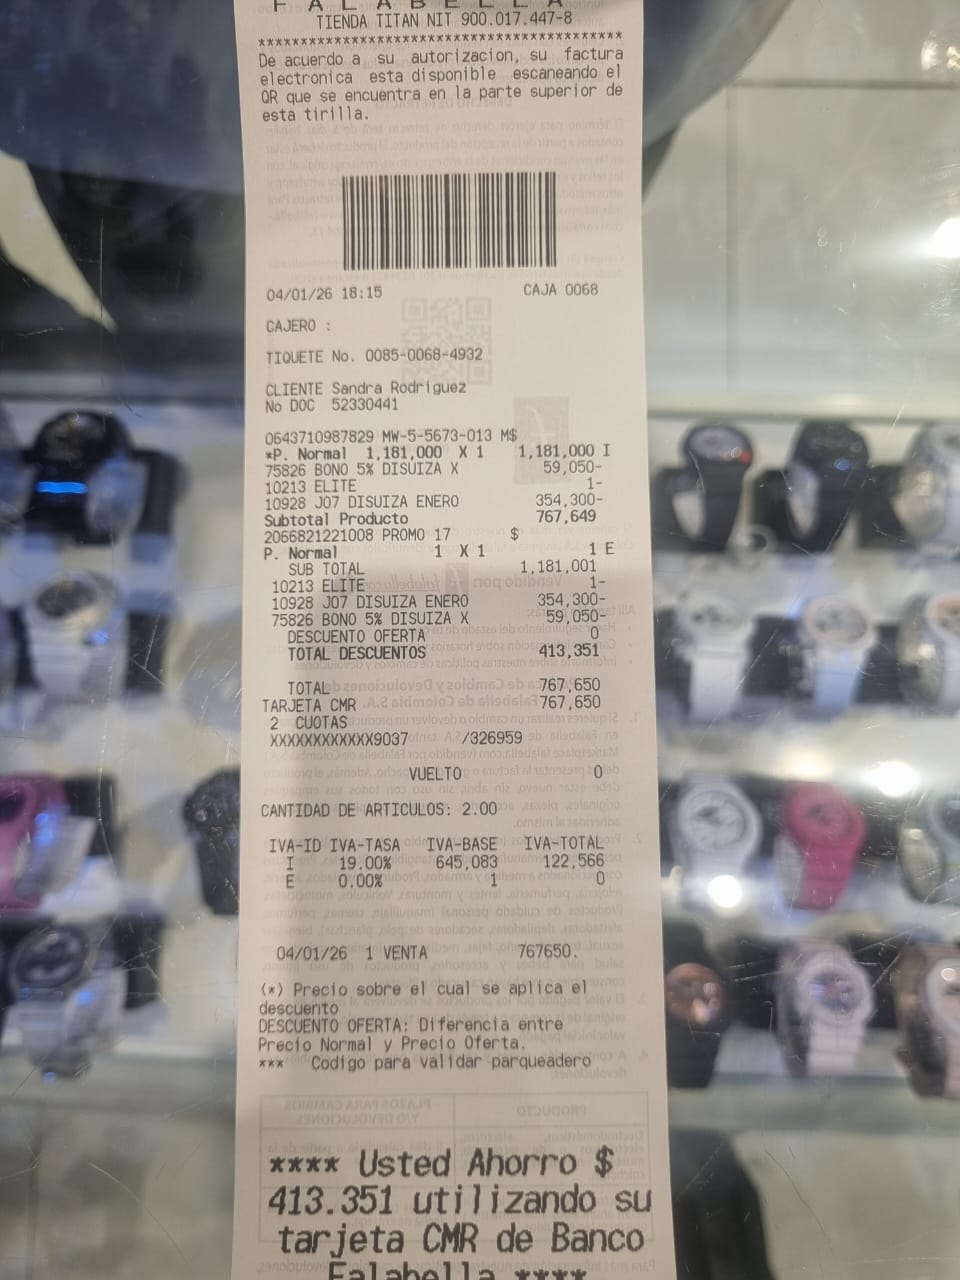 FALABELLA
TIENDA TITAN NIT 900.017.447-8
******************************************
De acuerdo a su autorizacion, su factura
electronica esta disponible escaneando el
QR que se encuentra en la parte superior de
esta tirilla.
04/01/26 18:15 CAJA 0068
CAJERO :
TIQUETE No. 0085-0068-4932
CLIENTE Sandra Rodriguez
No DOC 52330441
0643710987829 MW-5-5673-013 M$
*P. Normal 1,181,000 X 1 1,181,000 I
75826 BONO 5% DISUIZA X 59,050-
10213 ELITE 1-
10928 J07 DISUIZA ENERO 354,300-
Subtotal Producto 767,649
2066821221008 PROMO 17 $
P. Normal 1 X 1 1 E
SUB TOTAL 1,181,001
10213 ELITE 1-
10928 J07 DISUIZA ENERO 354,300-
75826 BONO 5% DISUIZA X 59,050-
DESCUENTO OFERTA 0
TOTAL DESCUENTOS 413,351
TOTAL 767,650
TARJETA CMR 767,650
2 CUOTAS
XXXXXXXXXXXX9037 /326959
VUELTO 0
CANTIDAD DE ARTICULOS: 2.00
IVA-ID IVA-TASA IVA-BASE IVA-TOTAL
I 19.00% 645,083 122,566
E 0.00% 1 0
04/01/26 1 VENTA 767650.
(*) Precio sobre el cual se aplica el
descuento
DESCUENTO OFERTA: Diferencia entre
Precio Normal y Precio Oferta.
*** Codigo para validar parqueadero
**** Usted Ahorro $
413.351 utilizando su
tarjeta CMR de Banco
Falabella ****